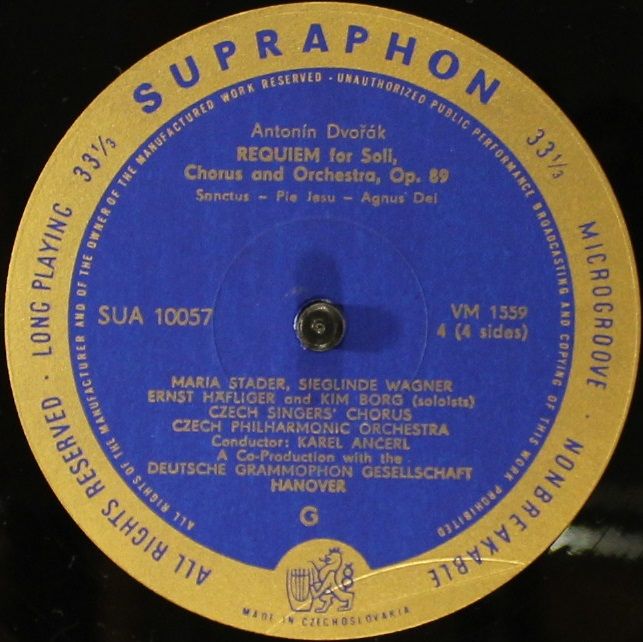 SUPRAPHON
33⅓
33⅓
LONG PLAYING
MICROGROOVE
ALL RIGHTS RESERVED
NONBREAKABLE
ALL RIGHTS OF THE MANUFACTURER AND OF THE OWNER OF THE MANUFACTURED WORK RESERVED · UNAUTHORIZED PUBLIC PERFORMANCE BROADCASTING AND COPYING OF THIS WORK PROHIBITED
Antonín Dvořák
REQUIEM for Soli,
Chorus and Orchestra, Op. 89
Sanctus – Pie Jesu – Agnus Dei
SUA 10057
VM 1559
4 (4 sides)
MARIA STADER, SIEGLINDE WAGNER
ERNST HÄFLIGER and KIM BORG (soloists)
CZECH SINGERS' CHORUS
CZECH PHILHARMONIC ORCHESTRA
Conductor: KAREL ANČERL
A Co-Production with the
DEUTSCHE GRAMMOPHON GESELLSCHAFT
HANOVER
G
MADE IN CZECHOSLOVAKIA